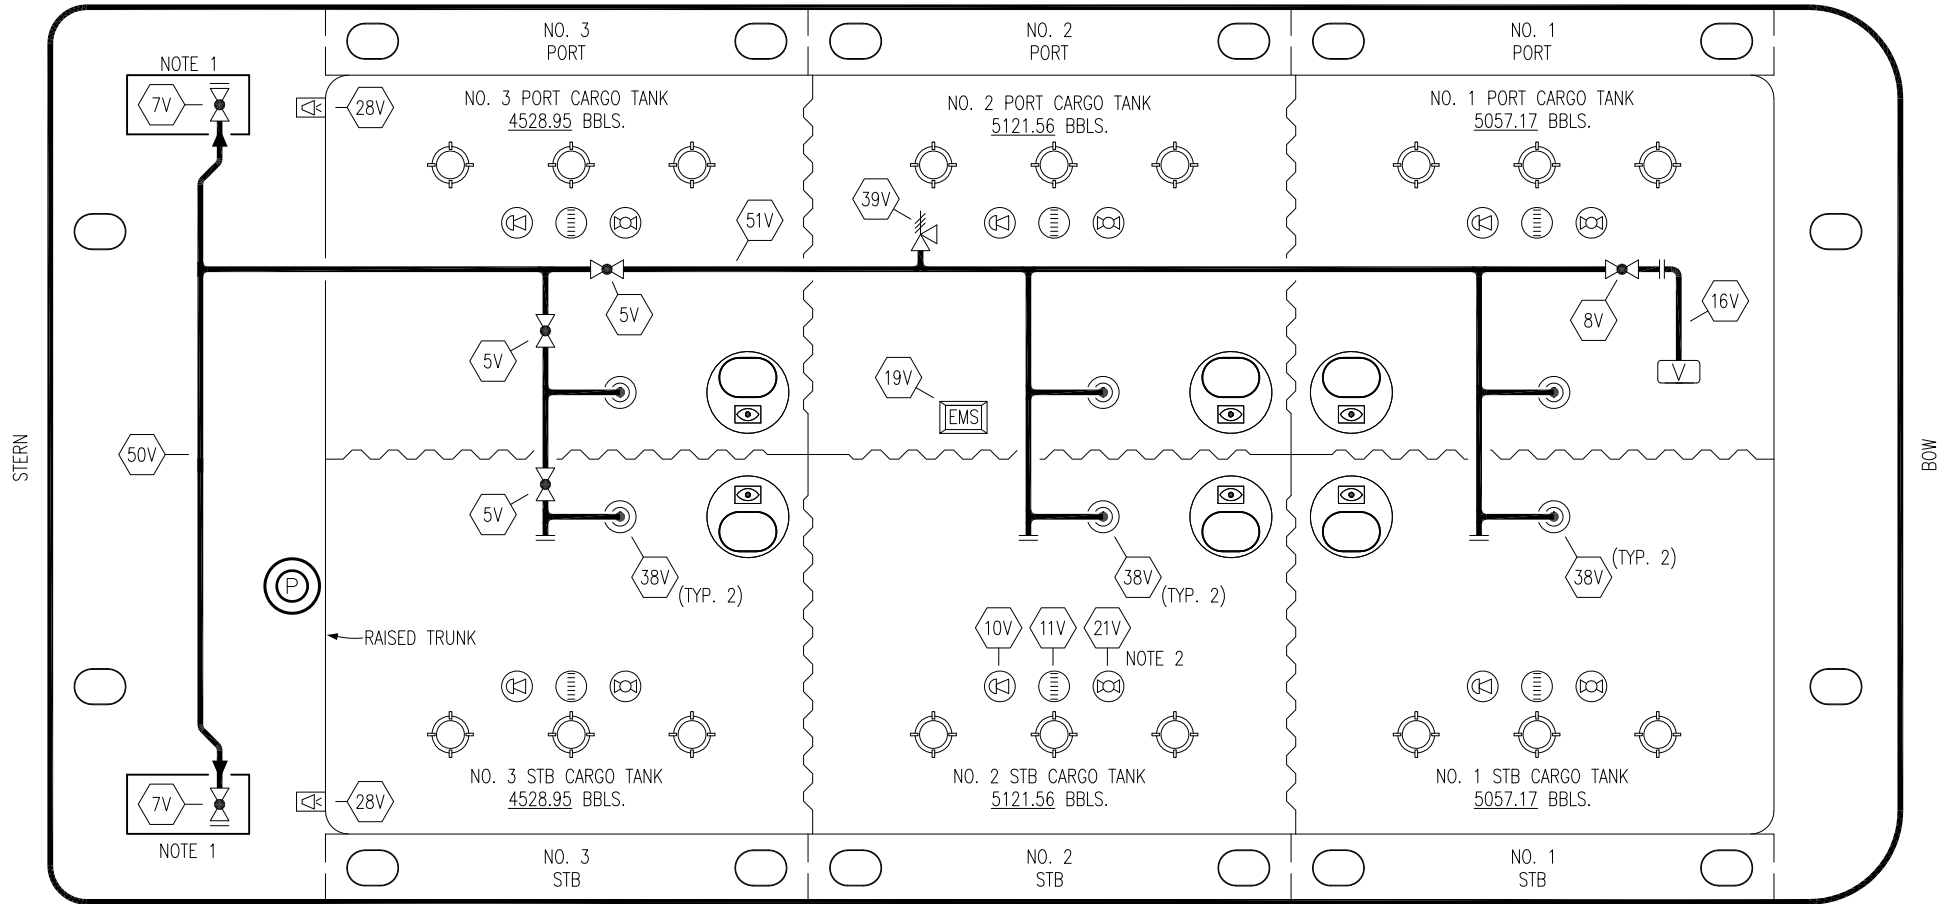 NO. 3
PORT
NO. 2
PORT
NO. 1
PORT
NOTE 1
7V
28V
NO. 3 PORT CARGO TANK
4528.95 BBLS.
NO. 2 PORT CARGO TANK
5121.56 BBLS.
NO. 1 PORT CARGO TANK
5057.17 BBLS.
39V
51V
5V
8V
16V
5V
19V
V
EMS
STERN
50V
BOW
5V
38V
(TYP. 2)
38V
(TYP. 2)
38V
(TYP. 2)
P
RAISED TRUNK
10V
11V
21V
NOTE 2
NO. 3 STB CARGO TANK
4528.95 BBLS.
NO. 2 STB CARGO TANK
5121.56 BBLS.
NO. 1 STB CARGO TANK
5057.17 BBLS.
7V
28V
NOTE 1
NO. 3
STB
NO. 2
STB
NO. 1
STB